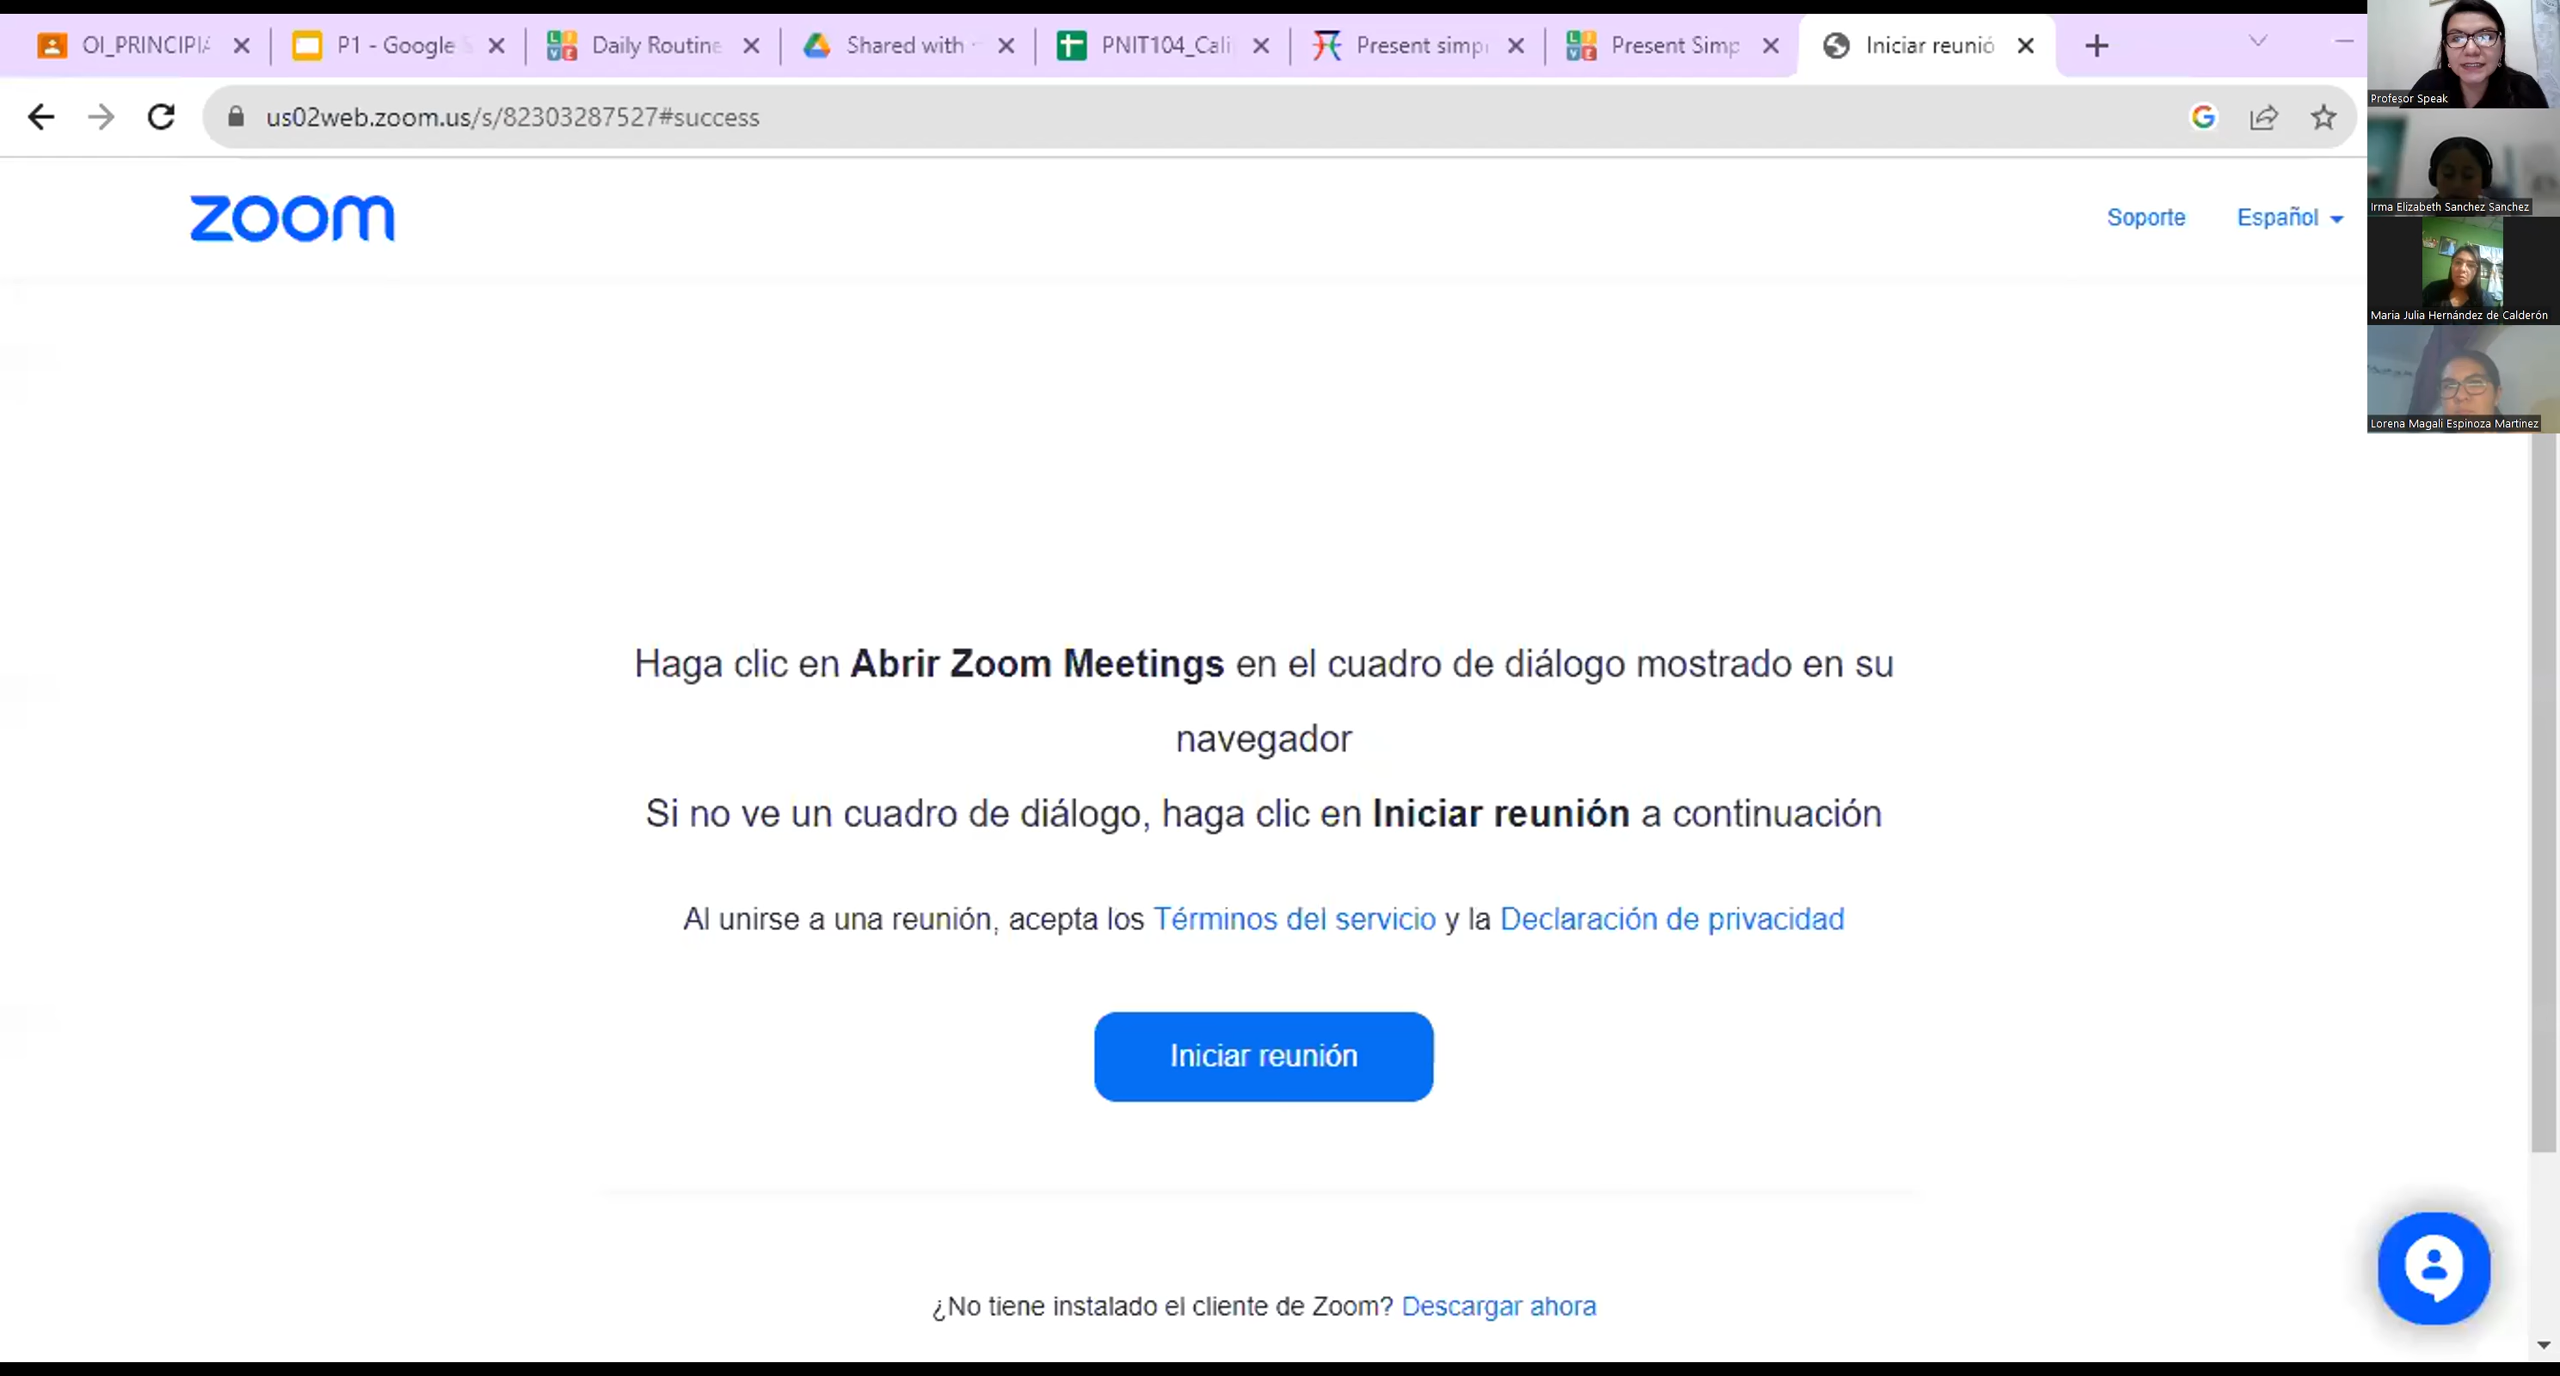 OI_PRINCIPIA
P1 - Google S
Daily Routine
Shared with
PNIT104_Cali
Present simp
Present Simp
Iniciar reunió
us02web.zoom.us/s/82303287527#success
zoom
Soporte
Español
Profesor Speak
Irma Elizabeth Sanchez Sanchez
Maria Julia Hernández de Calderón
Lorena Magali Espinoza Martinez
Haga clic en Abrir Zoom Meetings en el cuadro de diálogo mostrado en su
navegador
Si no ve un cuadro de diálogo, haga clic en Iniciar reunión a continuación
Al unirse a una reunión, acepta los Términos del servicio y la Declaración de privacidad
Iniciar reunión
¿No tiene instalado el cliente de Zoom? Descargar ahora